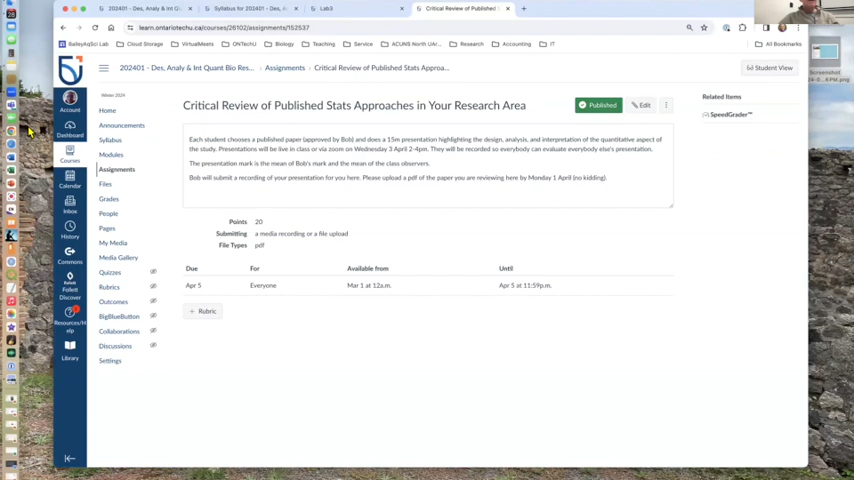 202401 - Des, Analy & Int Qu
Syllabus for 202401 - Des, A
Lab3
Critical Review of Published S
learn.ontariotechu.ca/courses/26102/assignments/152537
BaileyAqSci Lab
Cloud Storage
VirtualMeets
ONTechU
Biology
Teaching
Service
ACUNS North UAV...
Research
Accounting
IT
All Bookmarks
202401 - Des, Analy & Int Quant Bio Res... > Assignments > Critical Review of Published Stats Approa...
Student View
Account
Dashboard
Courses
Calendar
Inbox
History
Commons
Follett
Discover
Resources/H
elp
Library
Winter 2024
Home
Announcements
Syllabus
Modules
Assignments
Files
Grades
People
Pages
My Media
Media Gallery
Quizzes
Rubrics
Outcomes
BigBlueButton
Collaborations
Discussions
Settings
Critical Review of Published Stats Approaches in Your Research Area
Published
Edit
Related Items
SpeedGrader™
Each student chooses a published paper (approved by Bob) and does a 15m presentation highlighting the design, analysis, and interpretation of the quantitative aspect of
the study. Presentations will be live in class or via zoom on Wednesday 3 April 2-4pm. They will be recorded so everybody can evaluate everybody else's presentation.
The presentation mark is the mean of Bob's mark and the mean of the class observers.
Bob will submit a recording of your presentation for you here. Please upload a pdf of the paper you are reviewing here by Monday 1 April (no kidding).
Points 20
Submitting a media recording or a file upload
File Types pdf
Due For Available from Until
Apr 5 Everyone Mar 1 at 12a.m. Apr 5 at 11:59p.m.
+ Rubric
Screenshot